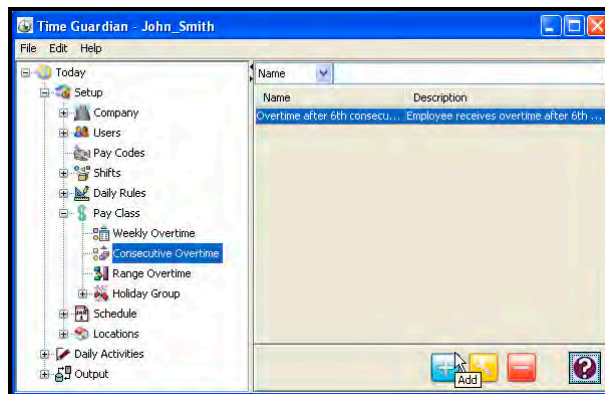 Time Guardian - John_Smith
File Edit Help
Today
Setup
Company
Users
Pay Codes
Shifts
Daily Rules
Pay Class
Weekly Overtime
Consecutive Overtime
Range Overtime
Holiday Group
Schedule
Locations
Daily Activities
Output
Name
Name Description
Overtime after 6th consecu... Employee receives overtime after 6th ...
Add
?